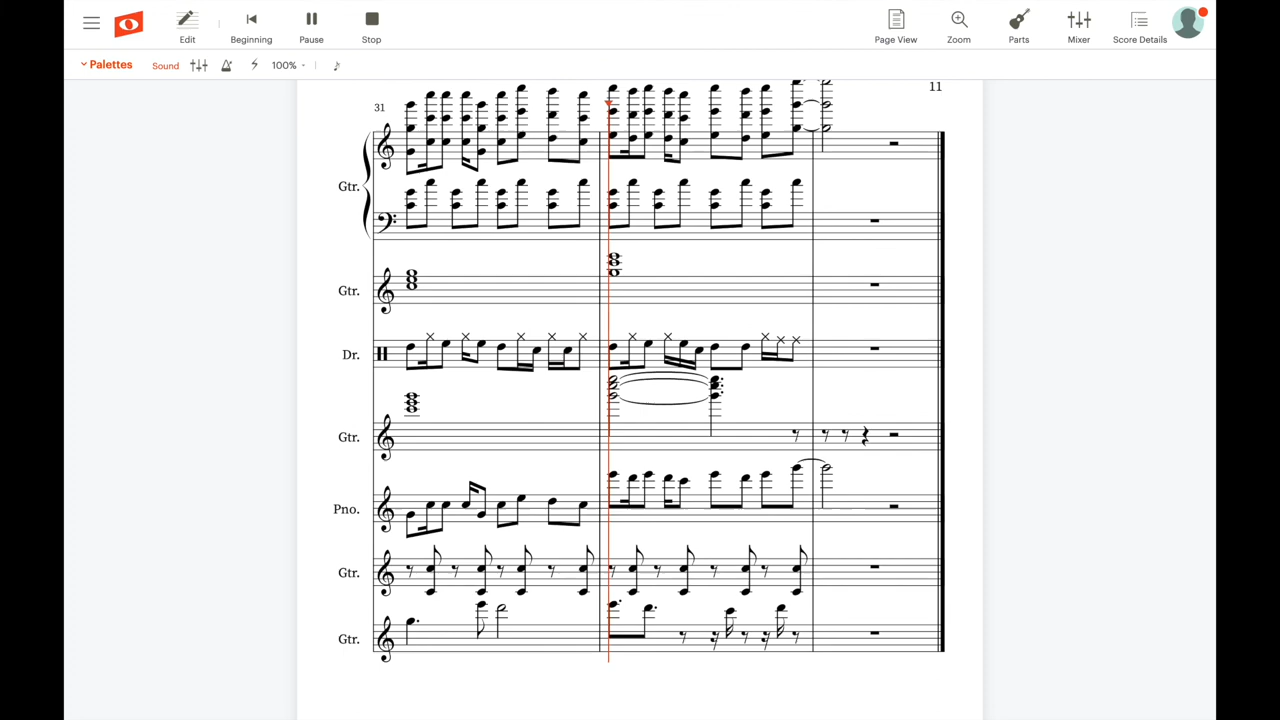 Edit
Beginning
Pause
Stop
Page View
Zoom
Parts
Mixer
Score Details
Palettes
Sound
100%
11
31
Gtr.
Gtr.
Dr.
Gtr.
Pno.
Gtr.
Gtr.